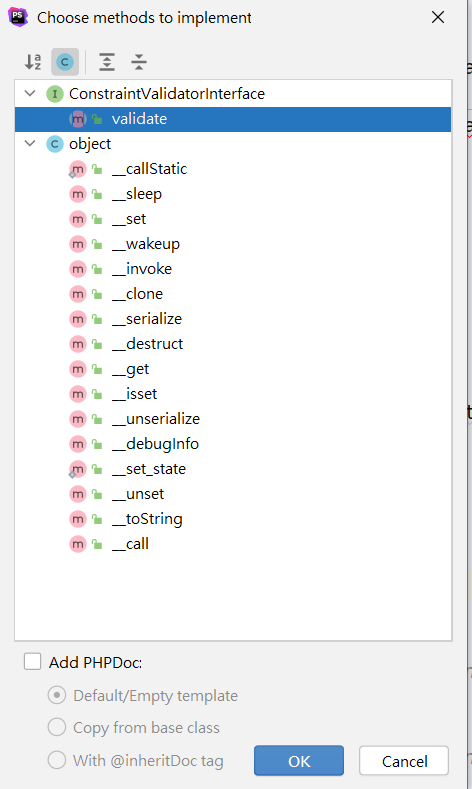 PS
Choose methods to implement
ConstraintValidatorInterface
validate
object
__callStatic
__sleep
__set
__wakeup
__invoke
__clone
__serialize
__destruct
__get
__isset
__unserialize
__debugInfo
__set_state
__unset
__toString
__call
Add PHPDoc:
Default/Empty template
Copy from base class
With @inheritDoc tag
OK
Cancel